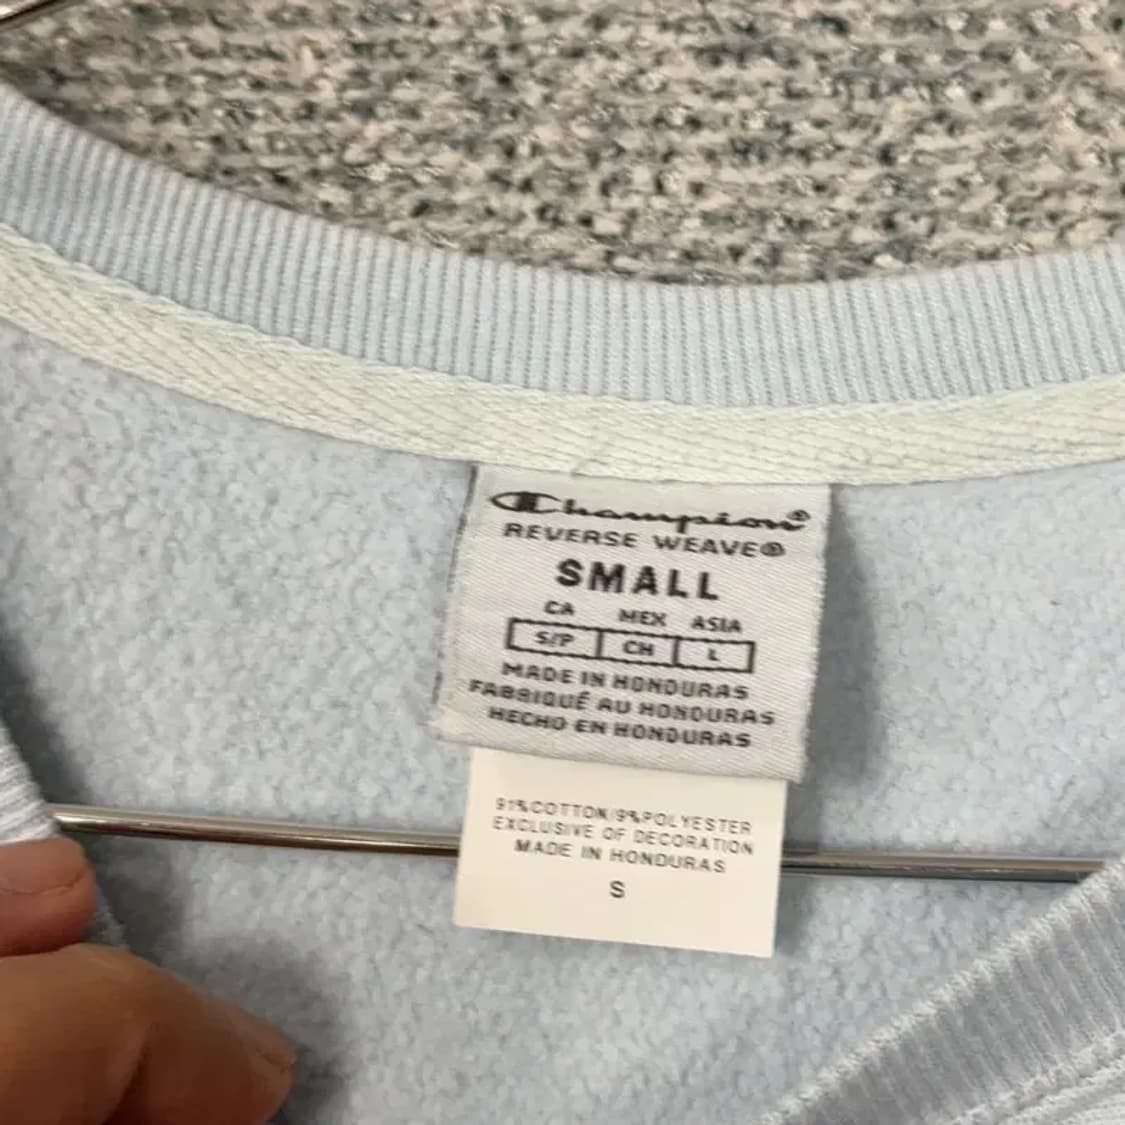 Champion®
REVERSE WEAVE®
SMALL
CA MEX ASIA
S/P CH L
MADE IN HONDURAS
FABRIQUÉ AU HONDURAS
HECHO EN HONDURAS
91%COTTON/9%POLYESTER
EXCLUSIVE OF DECORATION
MADE IN HONDURAS
S